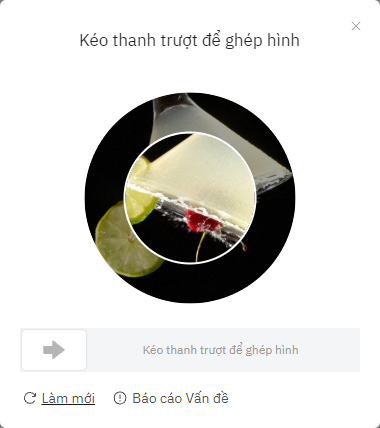 Kéo thanh trượt để ghép hình
Kéo thanh trượt để ghép hình
Làm mới
Báo cáo Vấn đề